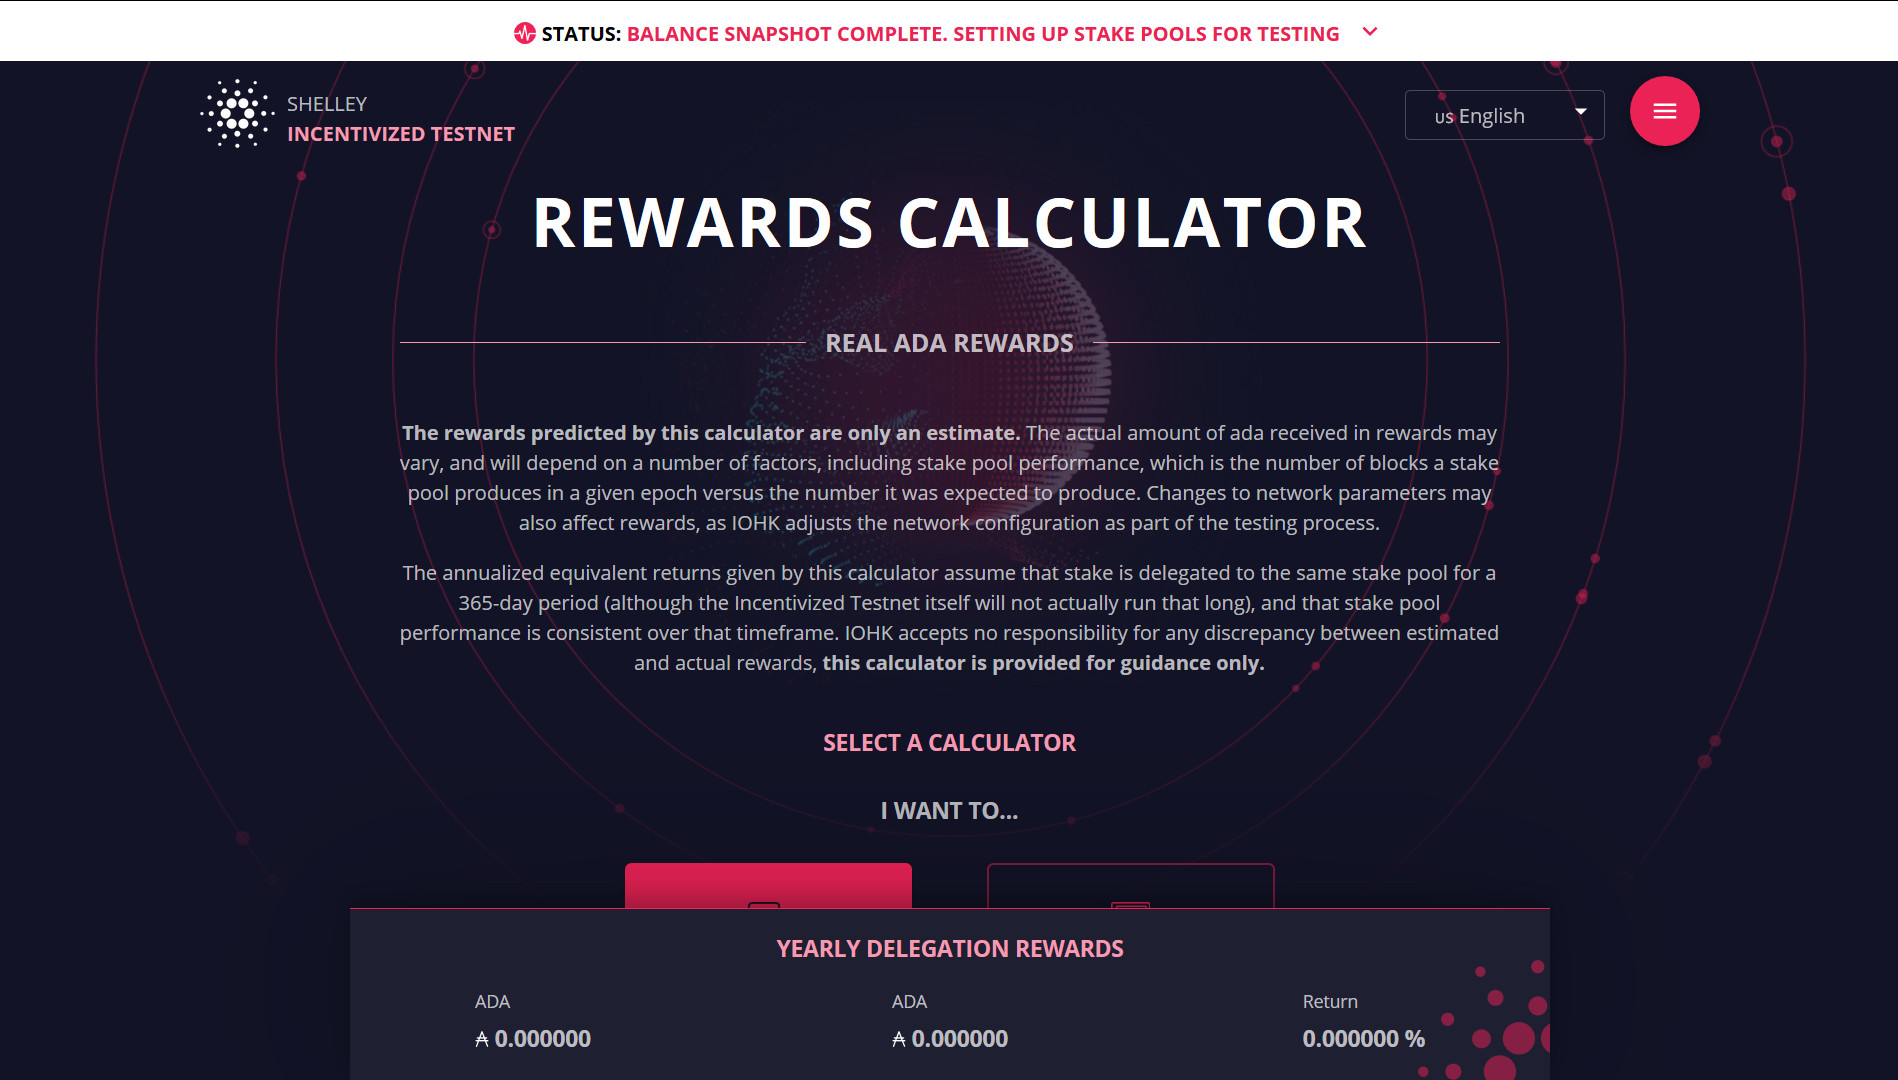 STATUS: BALANCE SNAPSHOT COMPLETE. SETTING UP STAKE POOLS FOR TESTING
SHELLEY
INCENTIVIZED TESTNET
US English
REWARDS CALCULATOR
REAL ADA REWARDS
The rewards predicted by this calculator are only an estimate. The actual amount of ada received in rewards may
vary, and will depend on a number of factors, including stake pool performance, which is the number of blocks a stake
pool produces in a given epoch versus the number it was expected to produce. Changes to network parameters may
also affect rewards, as IOHK adjusts the network configuration as part of the testing process.
The annualized equivalent returns given by this calculator assume that stake is delegated to the same stake pool for a
365-day period (although the Incentivized Testnet itself will not actually run that long), and that stake pool
performance is consistent over that timeframe. IOHK accepts no responsibility for any discrepancy between estimated
and actual rewards, this calculator is provided for guidance only.
SELECT A CALCULATOR
I WANT TO...
YEARLY DELEGATION REWARDS
ADA
₳ 0.000000
ADA
₳ 0.000000
Return
0.000000 %